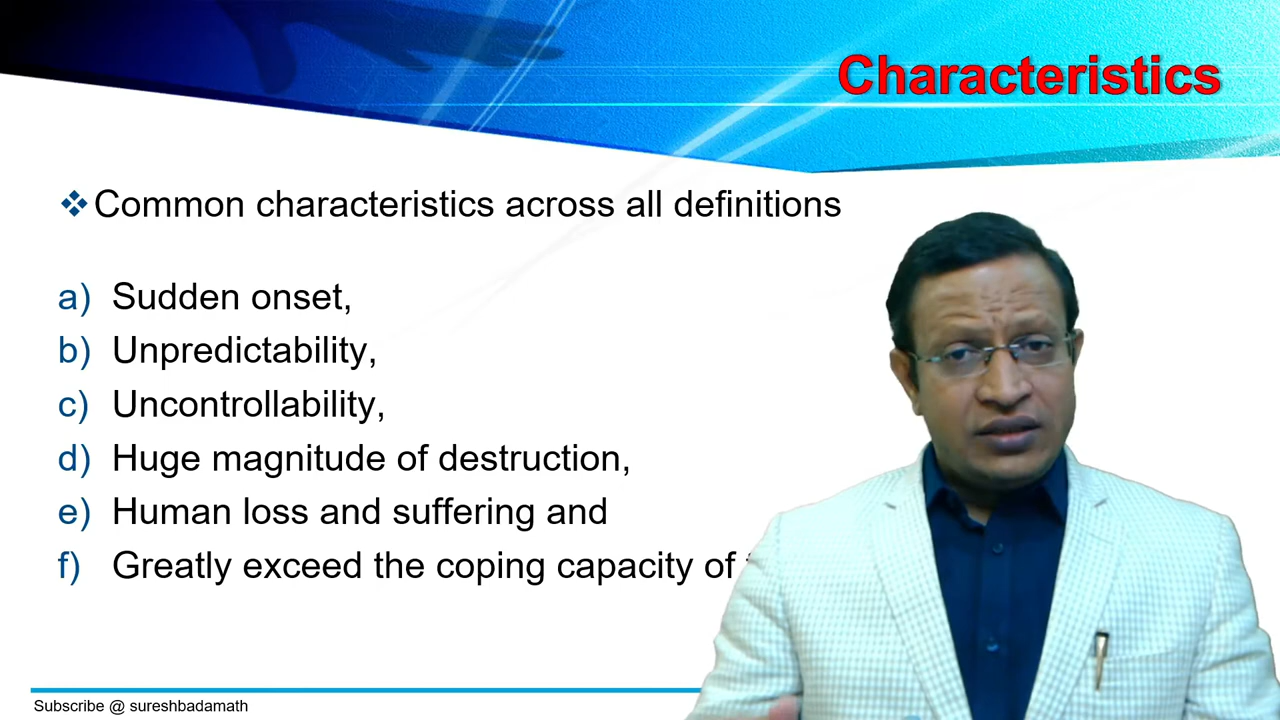 Characteristics
❖ Common characteristics across all definitions
a) Sudden onset,
b) Unpredictability,
c) Uncontrollability,
d) Huge magnitude of destruction,
e) Human loss and suffering and
f) Greatly exceed the coping capacity of
Subscribe @ sureshbadamath